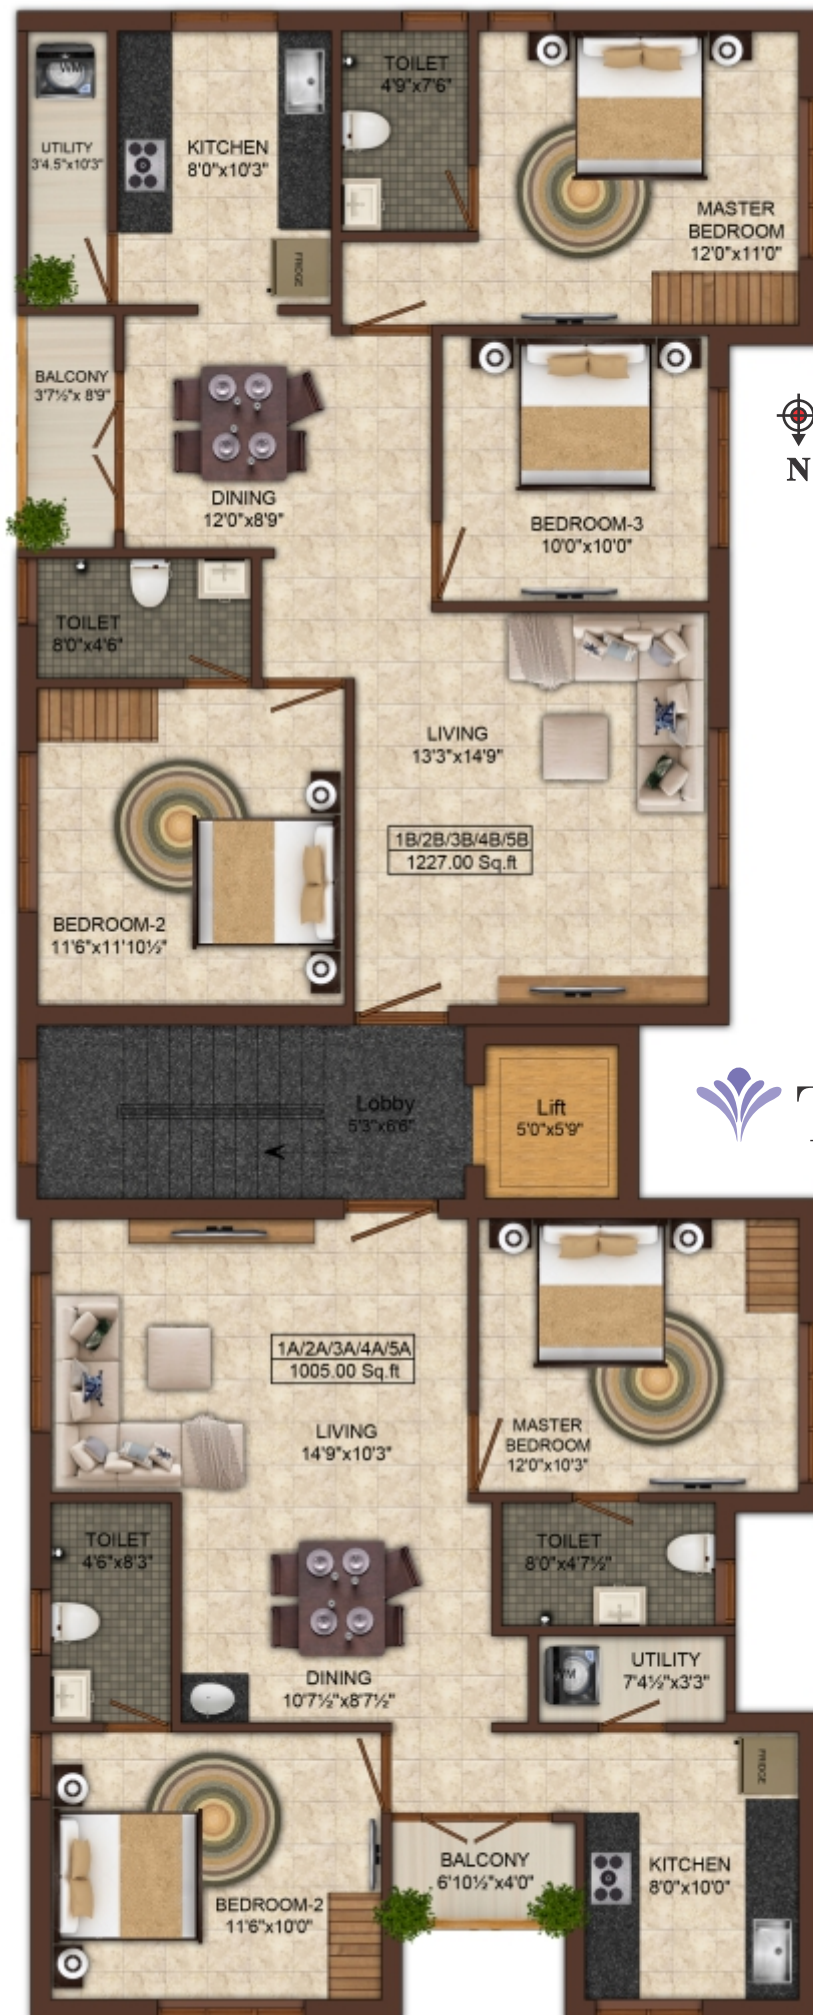 WM
UTILITY
3'4.5"x10'3"
KITCHEN
8'0"x10'3"
FRIDGE
TOILET
4'9"x7'6"
MASTER
BEDROOM
12'0"x11'0"
BALCONY
3'7½"x 8'9"
DINING
12'0"x8'9"
BEDROOM-3
10'0"x10'0"
N
TOILET
8'0"x4'6"
LIVING
13'3"x14'9"
1B/2B/3B/4B/5B
1227.00 Sq.ft
BEDROOM-2
11'6"x11'10½"
Lobby
5'3"x6'6"
Lift
5'0"x5'9"
T
1A/2A/3A/4A/5A
1005.00 Sq.ft
LIVING
14'9"x10'3"
MASTER
BEDROOM
12'0"x10'3"
TOILET
4'6"x8'3"
TOILET
8'0"x4'7½"
DINING
10'7½"x8'7½"
WM
UTILITY
7'4½"x3'3"
FRIDGE
BALCONY
6'10½"x4'0"
KITCHEN
8'0"x10'0"
BEDROOM-2
11'6"x10'0"